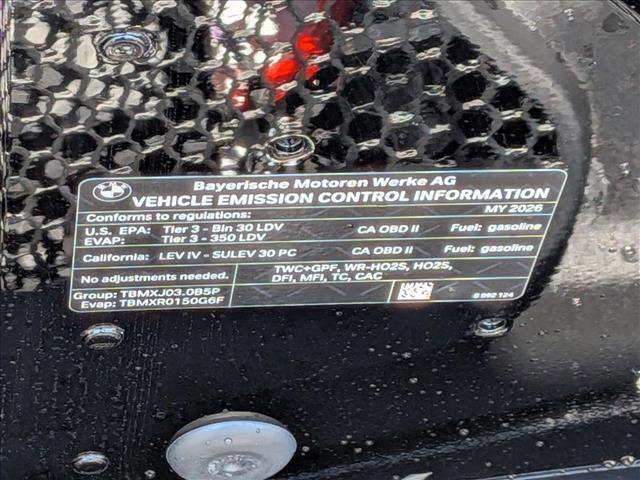 Bayerische Motoren Werke AG
VEHICLE EMISSION CONTROL INFORMATION
Conforms to regulations: MY 2026
U.S. EPA: Tier 3 - Bin 30 LDV CA OBD II Fuel: gasoline
EVAP: Tier 3 - 350 LDV
California: LEV IV - SULEV 30 PC CA OBD II Fuel: gasoline
No adjustments needed. TWC+GPF, WR-HO2S, HO2S,
DFI, MFI, TC, CAC
Group: TBMXJ03.0B5P
Evap: TBMXR0150G6F 8 992 124